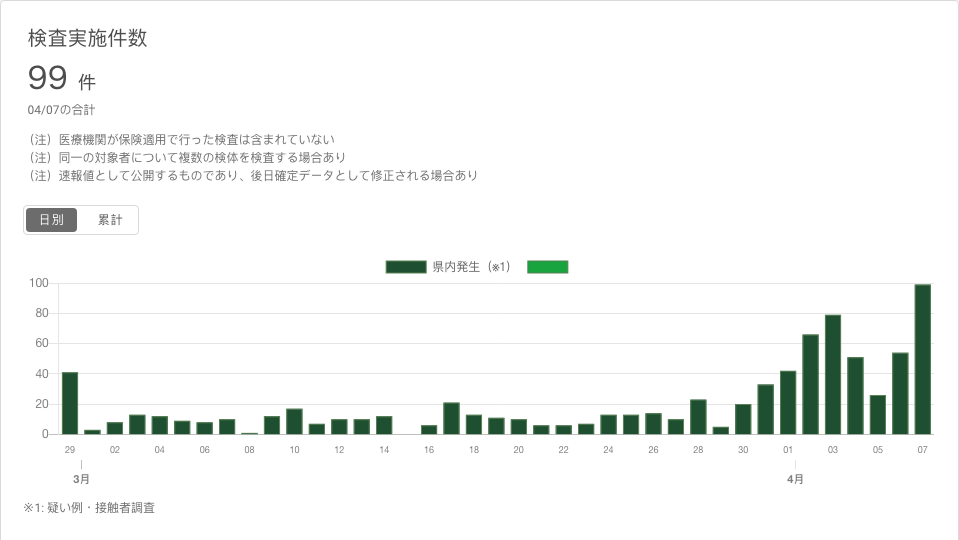 検査実施件数
99 件
04/07の合計
（注）医療機関が保険適用で行った検査は含まれていない
（注）同一の対象者について複数の検体を検査する場合あり
（注）速報値として公開するものであり、後日確定データとして修正される場合あり
日別 累計
県内発生（※1）
100
80
60
40
20
0
29 02 04 06 08 10 12 14 16 18 20 22 24 26 28 30 01 03 05 07
3月 4月
※1: 疑い例・接触者調査